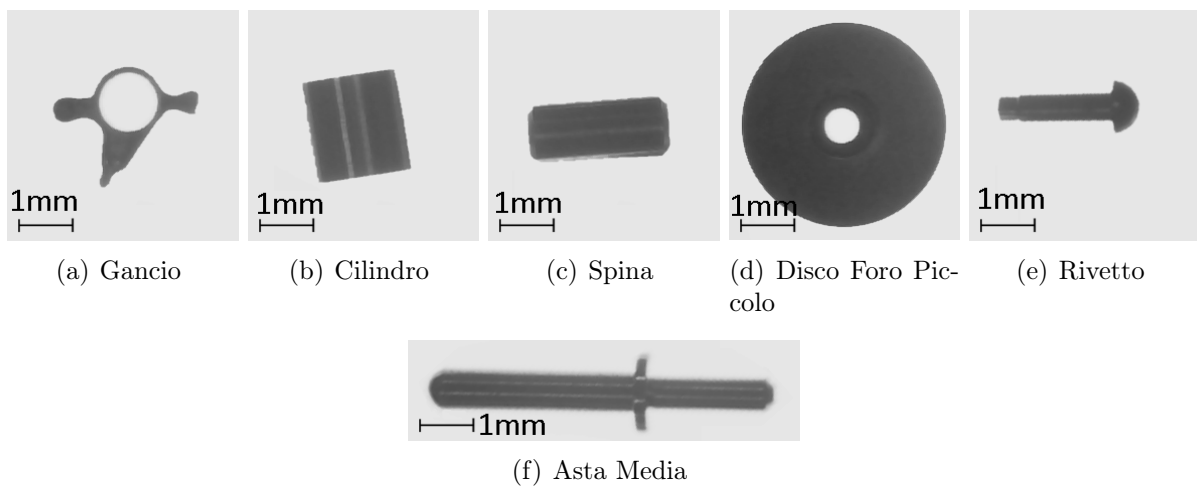 1mm 1mm 1mm 1mm 1mm
(a) Gancio (b) Cilindro (c) Spina (d) Disco Foro Pic-
colo (e) Rivetto
1mm
(f) Asta Media